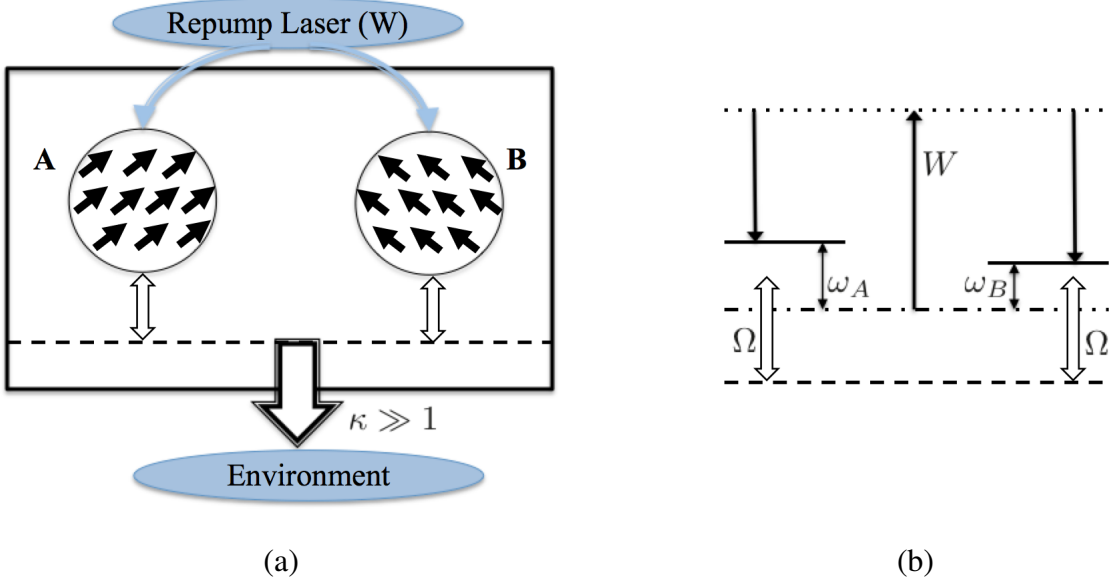 Repump Laser (W)
A
B
κ ≫ 1
Environment
(a)
W
ω_A
ω_B
Ω
Ω
(b)